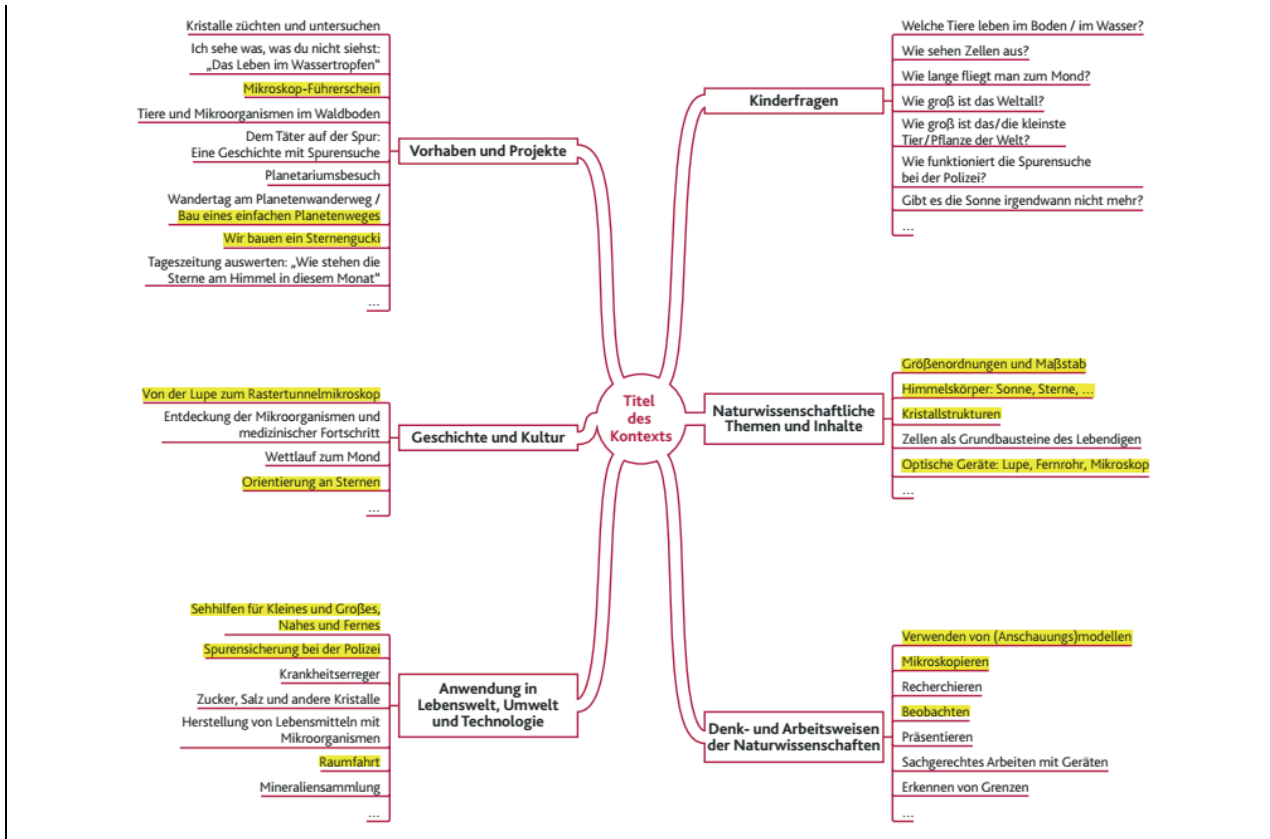 Kristalle züchten und untersuchen
Ich sehe was, was du nicht siehst:
„Das Leben im Wassertropfen“
Mikroskop-Führerschein
Tiere und Mikroorganismen im Waldboden
Dem Täter auf der Spur:
Eine Geschichte mit Spurensuche
Planetariumsbesuch
Wandertag am Planetenwanderweg /
Bau eines einfachen Planetenweges
Wir bauen ein Sternengucki
Tageszeitung auswerten: „Wie stehen die
Sterne am Himmel in diesem Monat“
...
Vorhaben und Projekte
Kinderfragen
Welche Tiere leben im Boden / im Wasser?
Wie sehen Zellen aus?
Wie lange fliegt man zum Mond?
Wie groß ist das Weltall?
Wie groß ist das/die kleinste
Tier/Pflanze der Welt?
Wie funktioniert die Spurensuche
bei der Polizei?
Gibt es die Sonne irgendwann nicht mehr?
...
Von der Lupe zum Rastertunnelmikroskop
Entdeckung der Mikroorganismen und
medizinischer Fortschritt
Wettlauf zum Mond
Orientierung an Sternen
...
Geschichte und Kultur
Titel
des
Kontexts
Naturwissenschaftliche
Themen und Inhalte
Größenordnungen und Maßstab
Himmelskörper: Sonne, Sterne, ...
Kristallstrukturen
Zellen als Grundbausteine des Lebendigen
Optische Geräte: Lupe, Fernrohr, Mikroskop
...
Sehhilfen für Kleines und Großes,
Nahes und Fernes
Spurensicherung bei der Polizei
Krankheitserreger
Zucker, Salz und andere Kristalle
Herstellung von Lebensmitteln mit
Mikroorganismen
Raumfahrt
Mineraliensammlung
...
Anwendung in
Lebenswelt, Umwelt
und Technologie
Denk- und Arbeitsweisen
der Naturwissenschaften
Verwenden von (Anschauungs)modellen
Mikroskopieren
Recherchieren
Beobachten
Präsentieren
Sachgerechtes Arbeiten mit Geräten
Erkennen von Grenzen
...